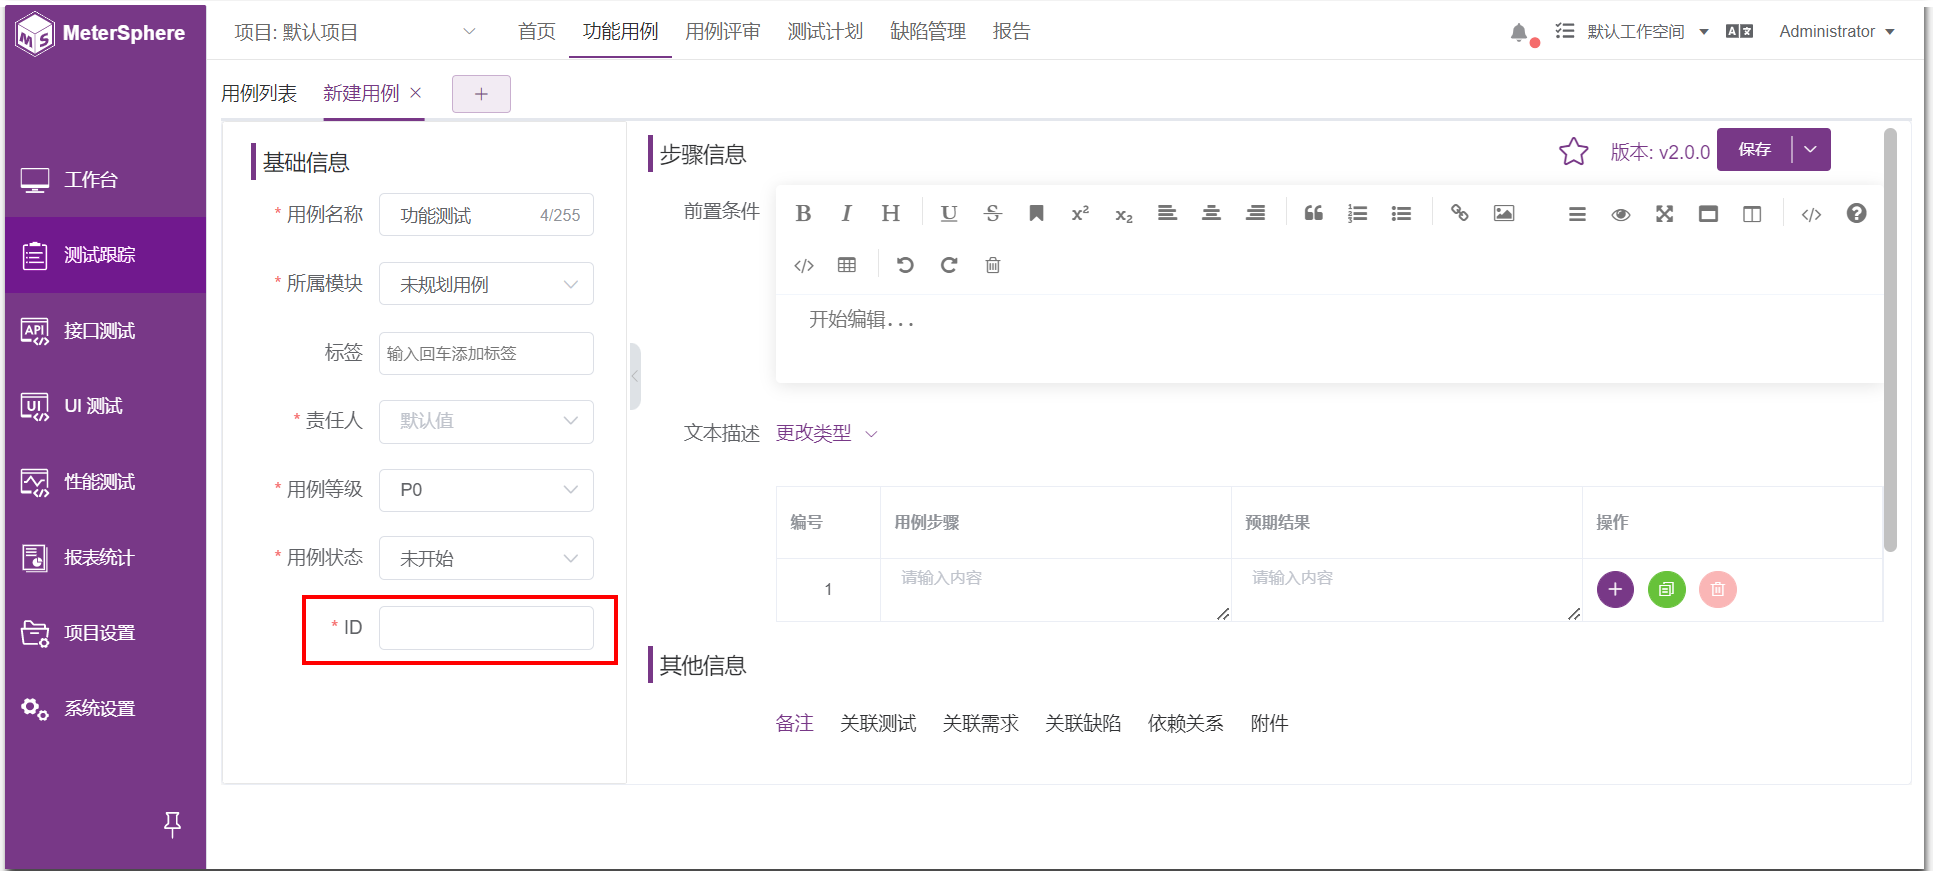 MeterSphere
项目: 默认项目
首页
功能用例
用例评审
测试计划
缺陷管理
报告
默认工作空间
Administrator
工作台
测试跟踪
接口测试
UI 测试
性能测试
报表统计
项目设置
系统设置
用例列表
新建用例
基础信息
* 用例名称
功能测试
4/255
* 所属模块
未规划用例
标签
输入回车添加标签
* 责任人
默认值
* 用例等级
P0
* 用例状态
未开始
* ID
步骤信息
版本: v2.0.0
保存
前置条件
开始编辑...
文本描述
更改类型
编号
用例步骤
预期结果
操作
1
请输入内容
请输入内容
其他信息
备注
关联测试
关联需求
关联缺陷
依赖关系
附件